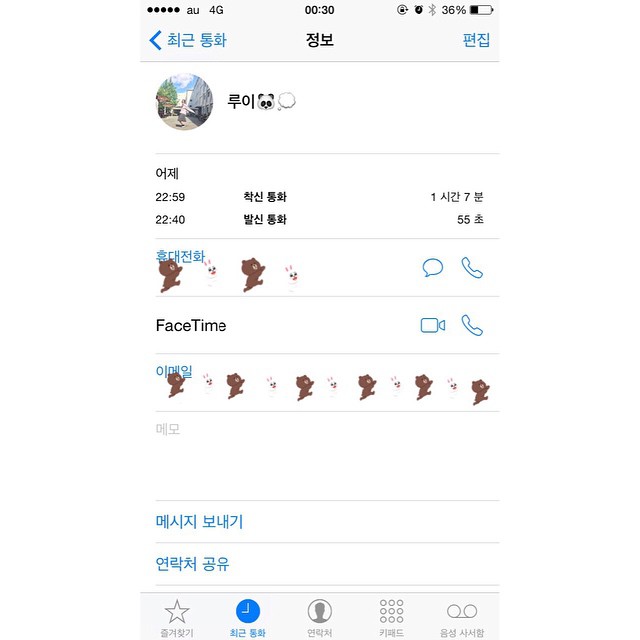 au 4G 00:30 36%
최근 통화 정보 편집
루이🐼💭
어제
22:59 착신 통화 1 시간 7 분
22:40 발신 통화 55 초
휴대전화
FaceTime
이메일
메모
메시지 보내기
연락처 공유
즐겨찾기 최근 통화 연락처 키패드 음성 사서함